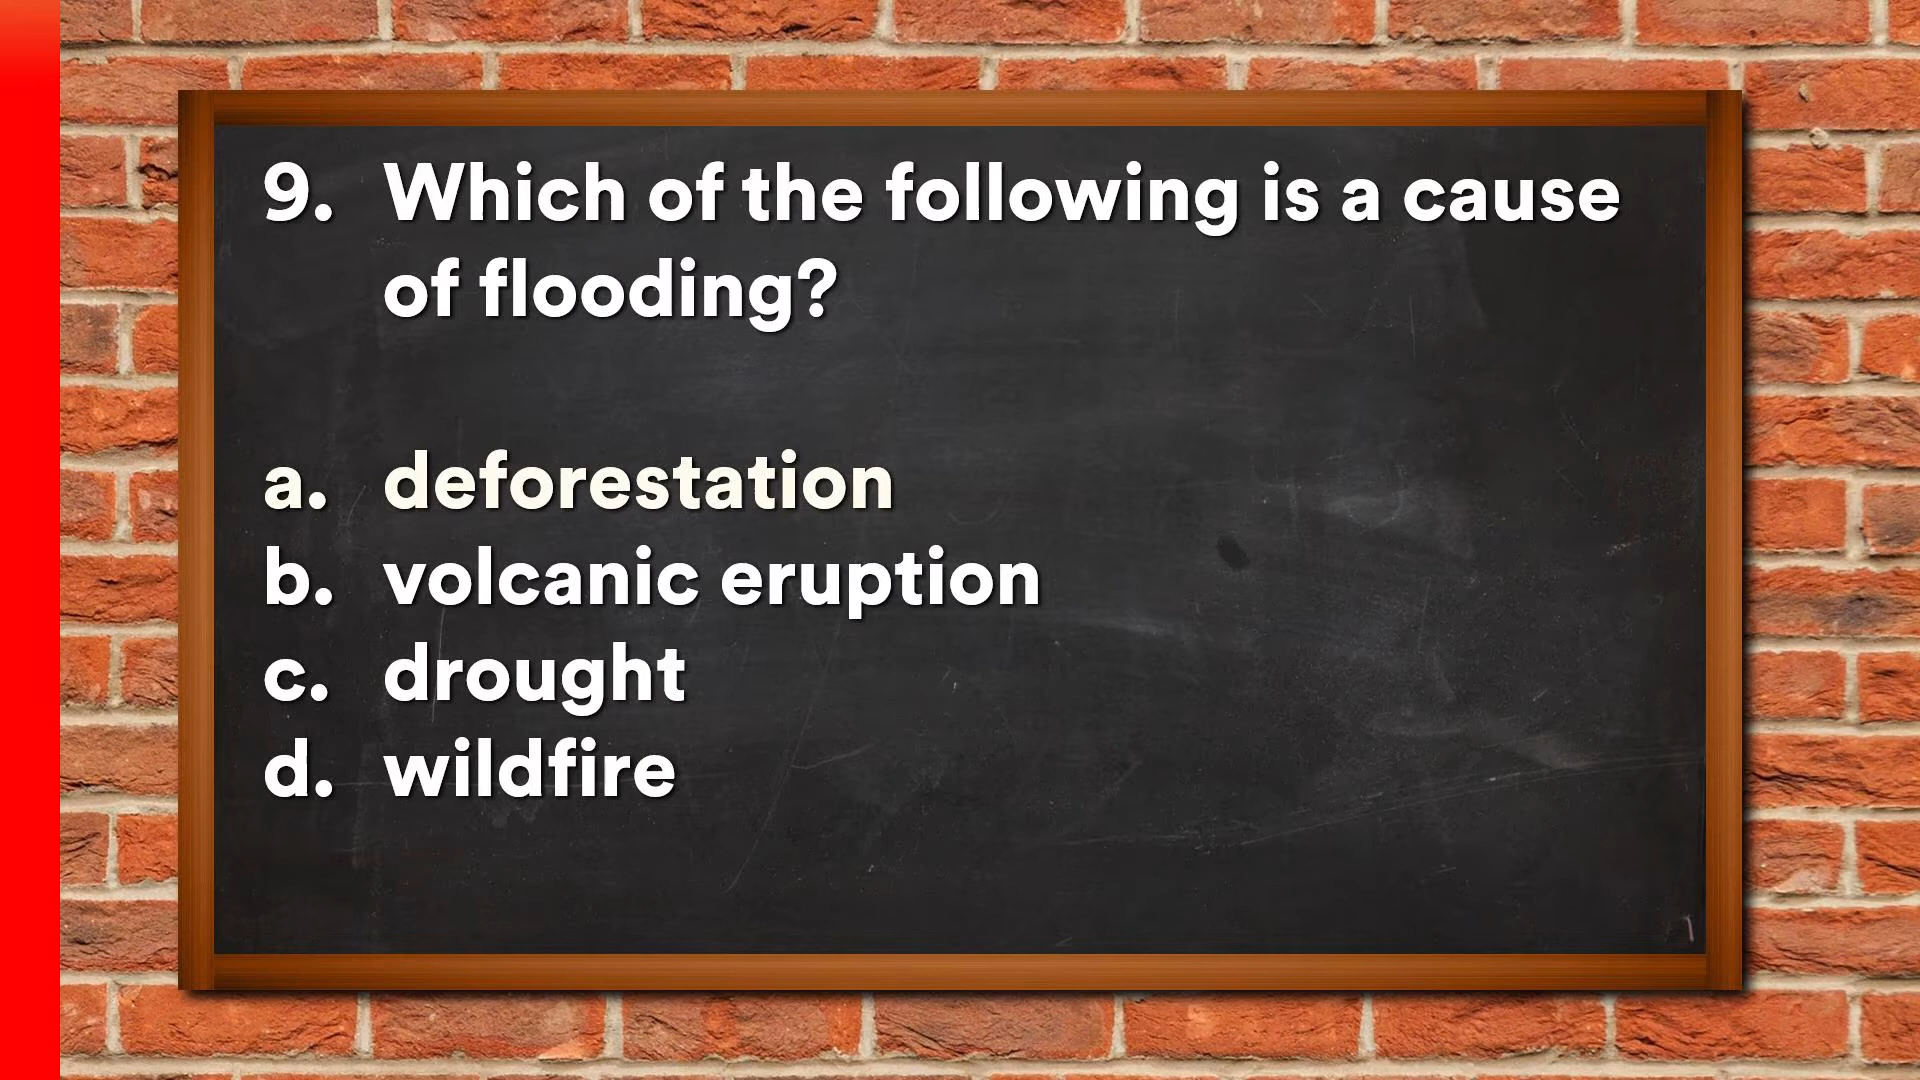 9. Which of the following is a cause
of flooding?
a. deforestation
b. volcanic eruption
c. drought
d. wildfire